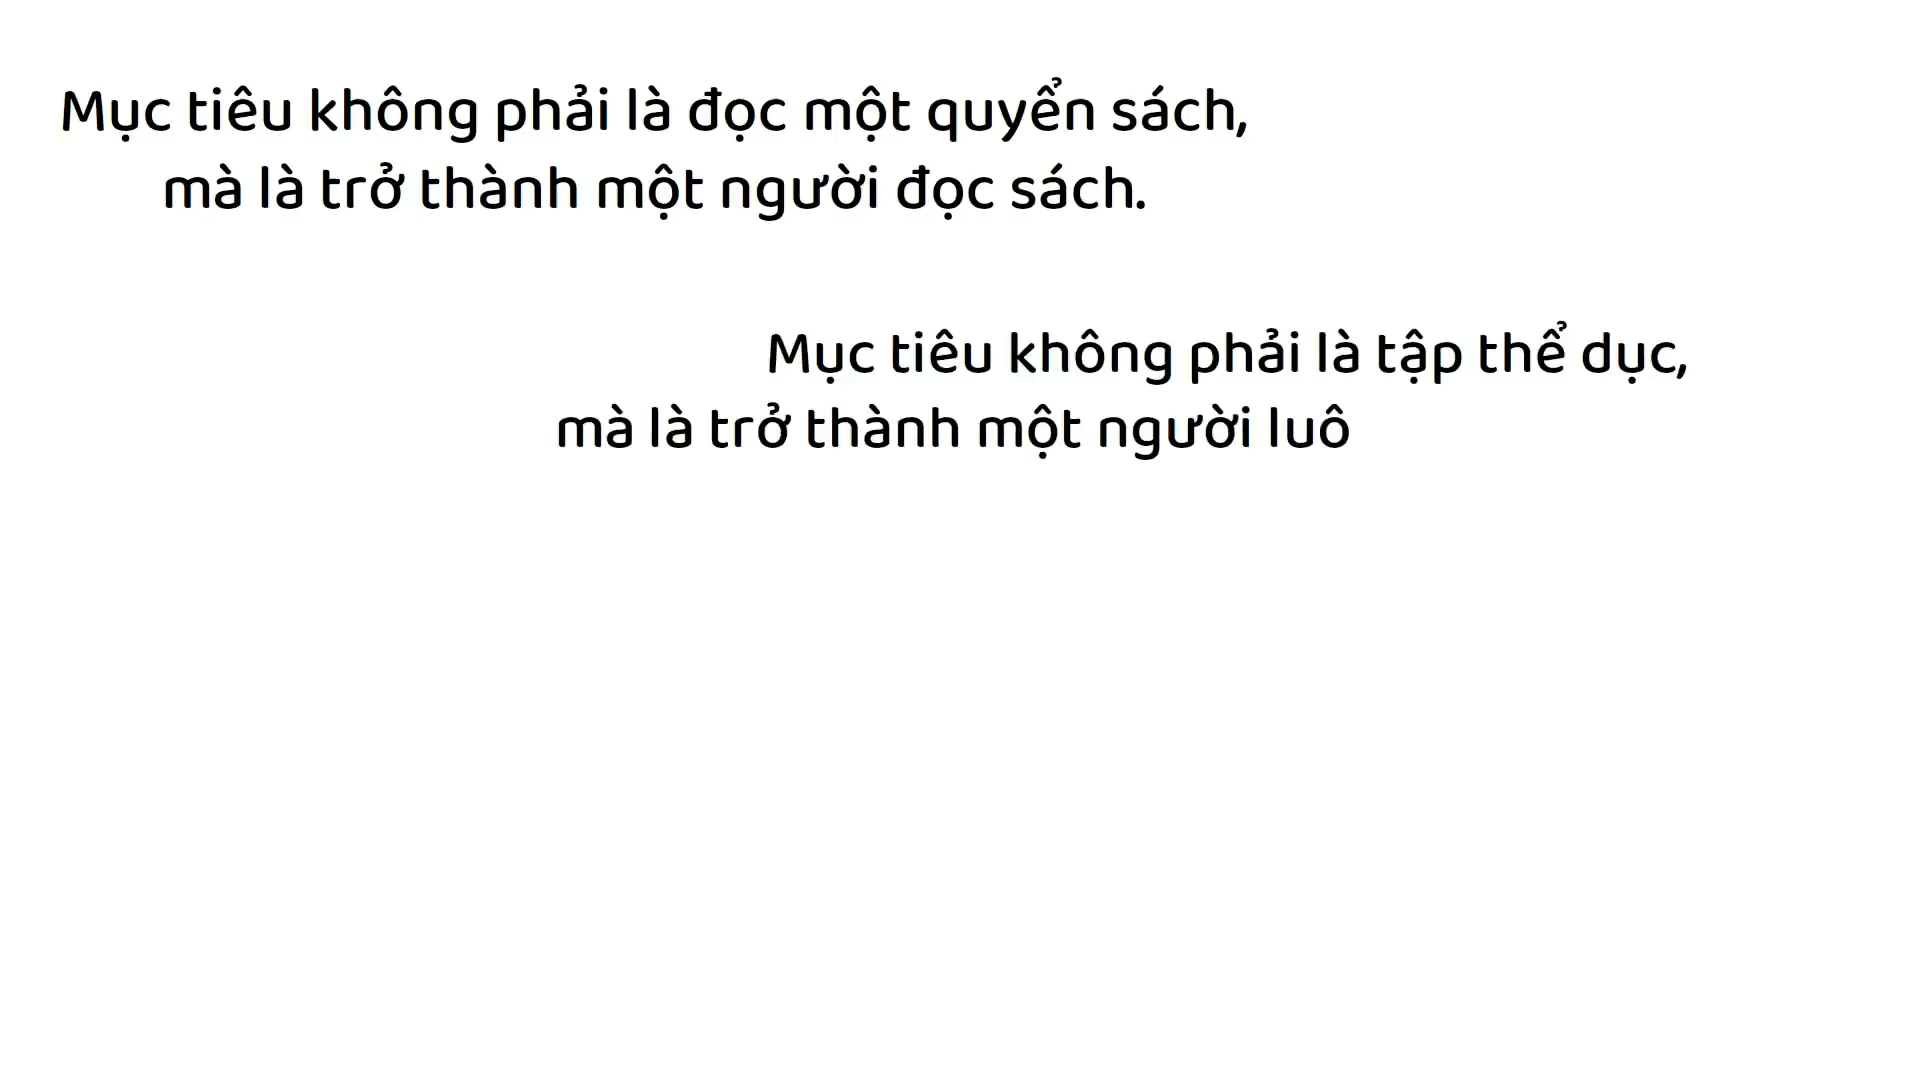 Mục tiêu không phải là đọc một quyển sách,
mà là trở thành một người đọc sách.
Mục tiêu không phải là tập thể dục,
mà là trở thành một người luô